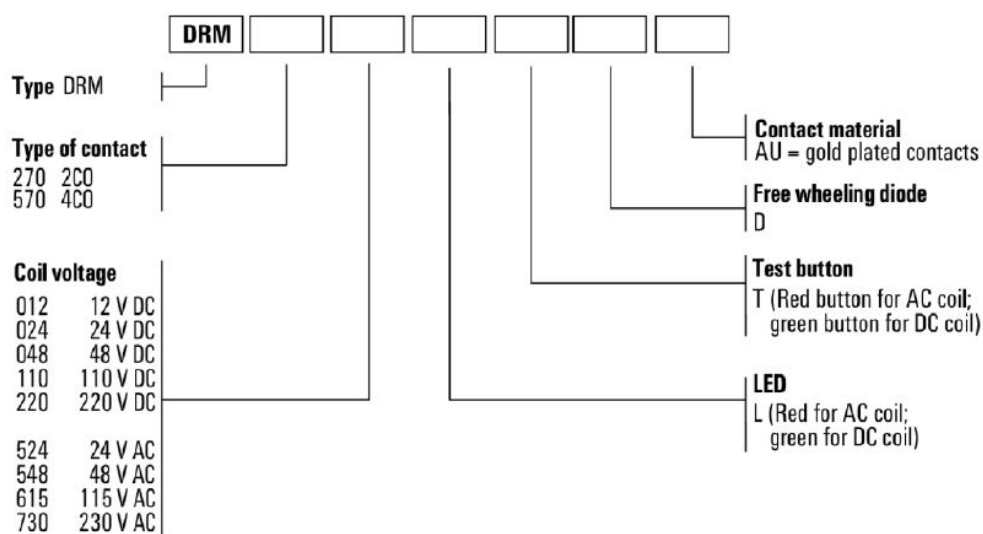 DRM
Type DRM
Type of contact
270 2CO
570 4CO
Coil voltage
012 12 V DC
024 24 V DC
048 48 V DC
110 110 V DC
220 220 V DC
524 24 V AC
548 48 V AC
615 115 V AC
730 230 V AC
Contact material
AU = gold plated contacts
Free wheeling diode
D
Test button
T (Red button for AC coil;
green button for DC coil)
LED
L (Red for AC coil;
green for DC coil)